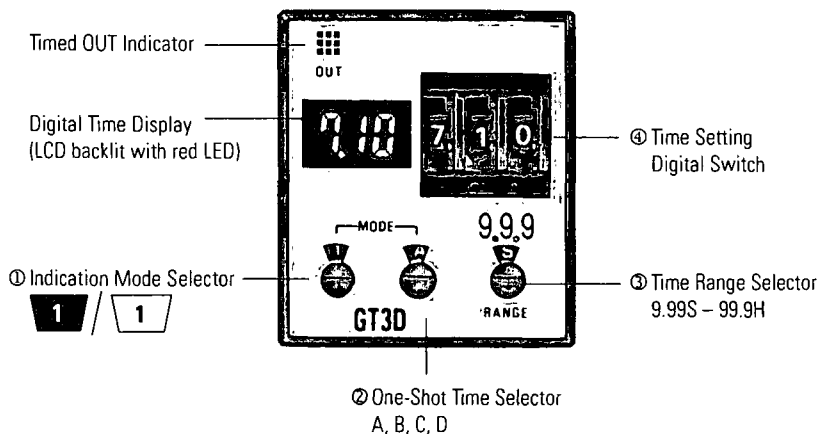 Timed OUT Indicator
OUT
Digital Time Display
(LCD backlit with red LED)
7.10
7. 1 0
④ Time Setting
Digital Switch
MODE
9.9.9
1 A S
① Indication Mode Selector
1 / 1
RANGE
③ Time Range Selector
9.99S – 99.9H
GT3D
② One-Shot Time Selector
A, B, C, D